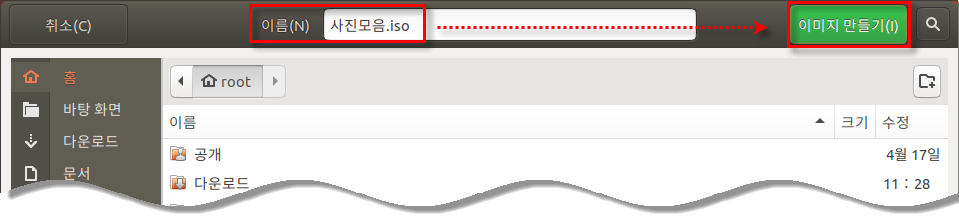 취소(C) 이름(N) 사진모음.iso 이미지 만들기(I)
홈 root
바탕 화면
이름 크기 수정
다운로드
공개 4월 17일
문서
다운로드 11 : 28